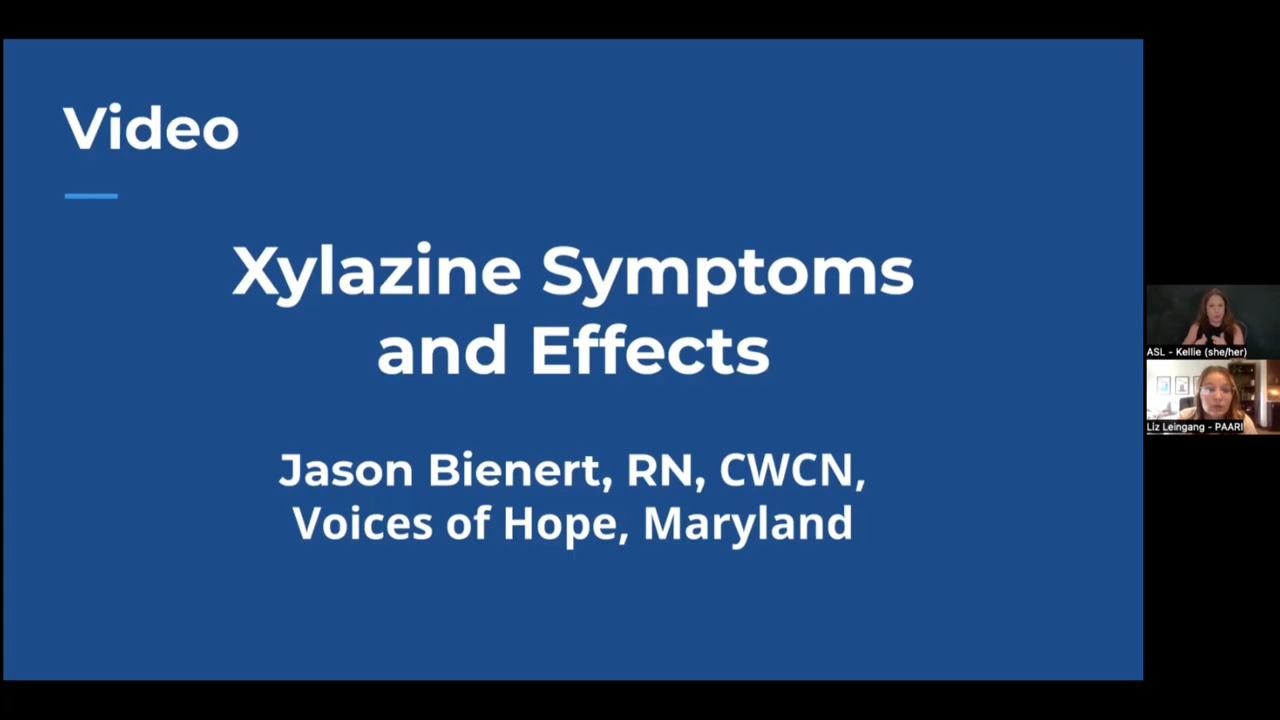 Video
Xylazine Symptoms
and Effects
Jason Bienert, RN, CWCN,
Voices of Hope, Maryland
ASL - Kellie (she/her)
Liz Leingang - PAARI